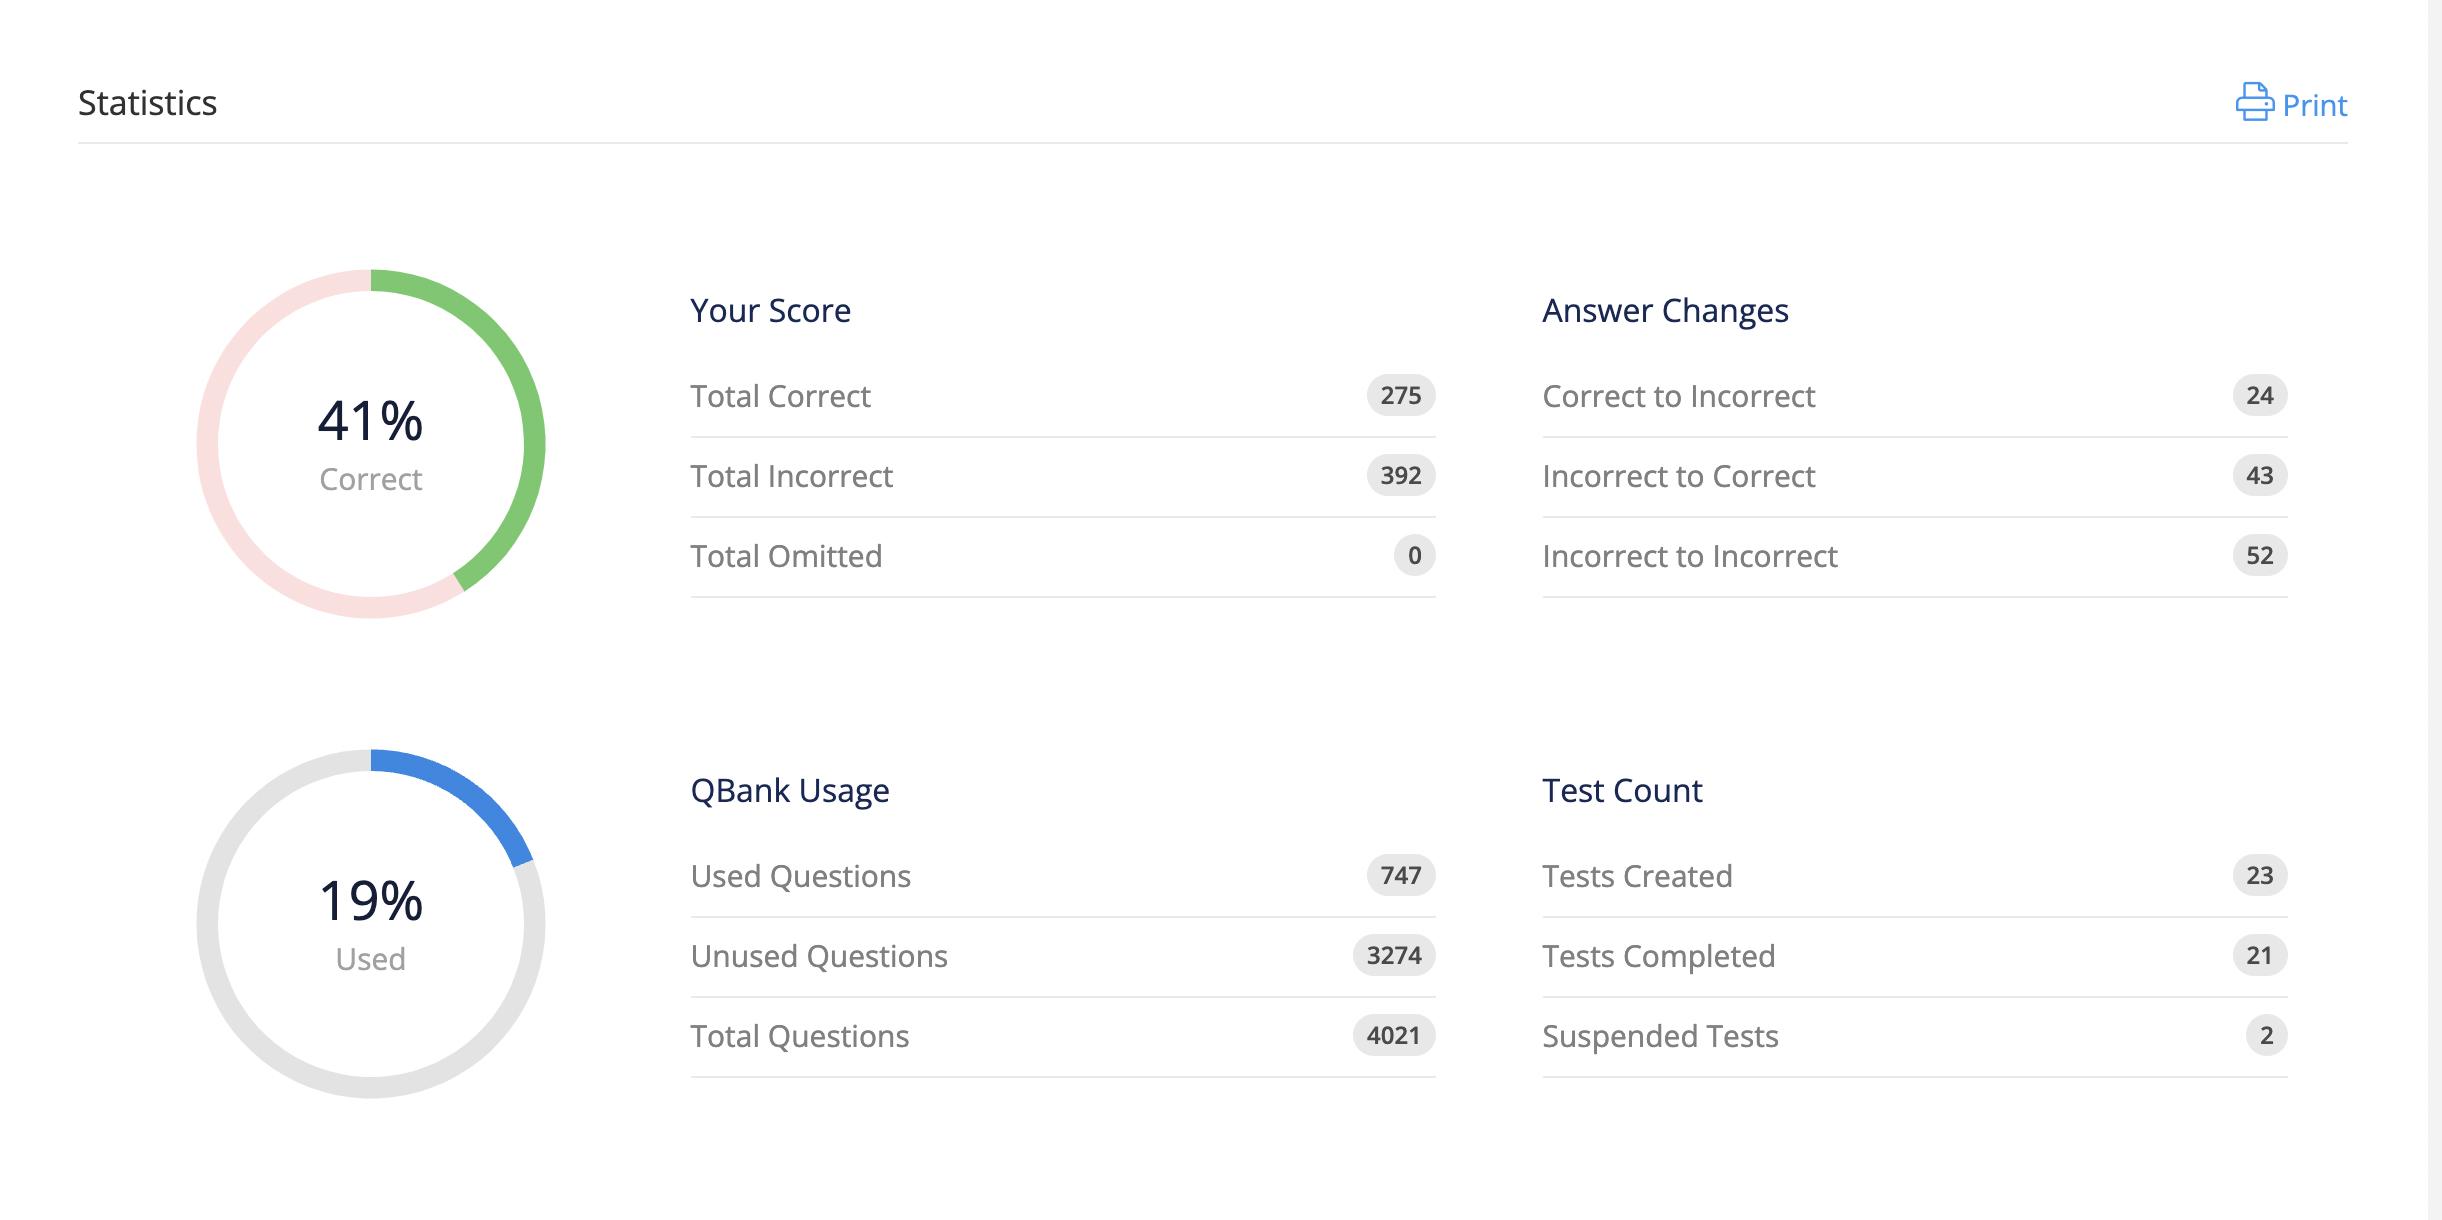 Statistics
Print
41%
Correct
Your Score
Total Correct 275
Total Incorrect 392
Total Omitted 0
Answer Changes
Correct to Incorrect 24
Incorrect to Correct 43
Incorrect to Incorrect 52
19%
Used
QBank Usage
Used Questions 747
Unused Questions 3274
Total Questions 4021
Test Count
Tests Created 23
Tests Completed 21
Suspended Tests 2